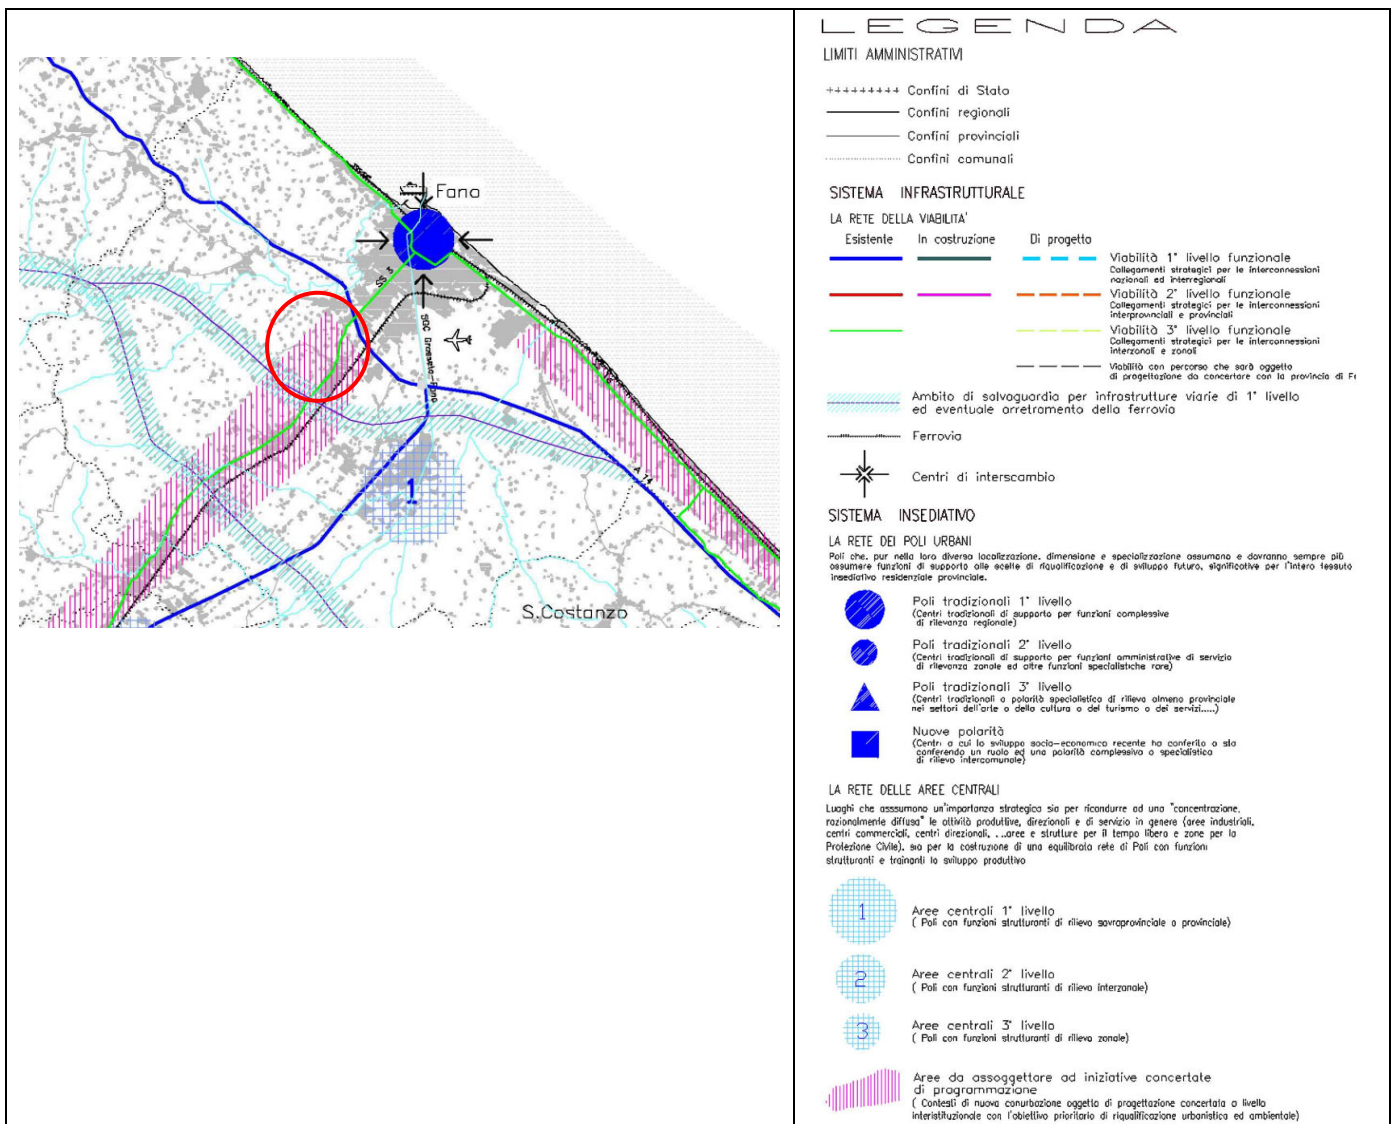 Fano
SS 3
SGC Grosseto-Fano
1
A 14
S.Costanzo
LEGENDA
LIMITI AMMINISTRATIVI
Confini di Stato
Confini regionali
Confini provinciali
Confini comunali
SISTEMA INFRASTRUTTURALE
LA RETE DELLA VIABILITA'
Esistente In costruzione Di progetto
Viabilità 1° livello funzionale
Collegamenti strategici per le interconnessioni
nazionali ed interregionali
Viabilità 2° livello funzionale
Collegamenti strategici per le interconnessioni
interprovinciali e provinciali
Viabilità 3° livello funzionale
Collegamenti strategici per le interconnessioni
interzonali e zonali
Viabilità con percorso che sarà oggetto
di progettazione da concertare con la provincia di F
Ambito di salvaguardia per infrastrutture viarie di 1° livello
ed eventuale arretramento della ferrovia
Ferrovia
Centri di interscambio
SISTEMA INSEDIATIVO
LA RETE DEI POLI URBANI
Poli che, pur nella loro diversa localizzazione, dimensione e specializzazione assumano e dovranno sempre più
assumere funzioni di supporto alle scelte di riqualificazione e di sviluppo futuro, significative per l'intero tessuto
insediativo residenziale provinciale.
Poli tradizionali 1° livello
(Centri tradizionali di supporto per funzioni complessive
di rilevanza regionale)
Poli tradizionali 2° livello
(Centri tradizionali di supporto per funzioni amministrative di servizio
di rilevanza zonale ed altre funzioni specialistiche rare)
Poli tradizionali 3° livello
(Centri tradizionali o polarità specialistica di rilievo almeno provinciale
nei settori dell'arte o della cultura o del turismo o dei servizi.....)
Nuove polarità
(Centri a cui lo sviluppo socio-economico recente ha conferito o sta
conferendo un ruolo ed una polarità complessiva o specialistica
di rilievo intercomunale)
LA RETE DELLE AREE CENTRALI
Luoghi che asssumono un'importanza strategica sia per ricondurre ad una "concentrazione,
razionalmente diffusa" le attività produttive, direzionali e di servizio in genere (aree industriali,
centri commerciali, centri direzionali, ...aree e strutture per il tempo libero e zone per la
Protezione Civile), sia per la costruzione di una equilibrata rete di Poli con funzioni
strutturanti e trainanti lo sviluppo produttivo
1
Aree centrali 1° livello
( Poli con funzioni strutturanti di rilievo sovraprovinciale o provinciale)
2
Aree centrali 2° livello
( Poli con funzioni strutturanti di rilievo interzonale)
3
Aree centrali 3° livello
( Poli con funzioni strutturanti di rilievo zonale)
Aree da assoggettare ad iniziative concertate
di programmazione
( Contesti di nuova conurbazione oggetto di progettazione concertata a livello
interistituzionale con l'obiettivo prioritario di riqualificazione urbanistica ed ambientale)